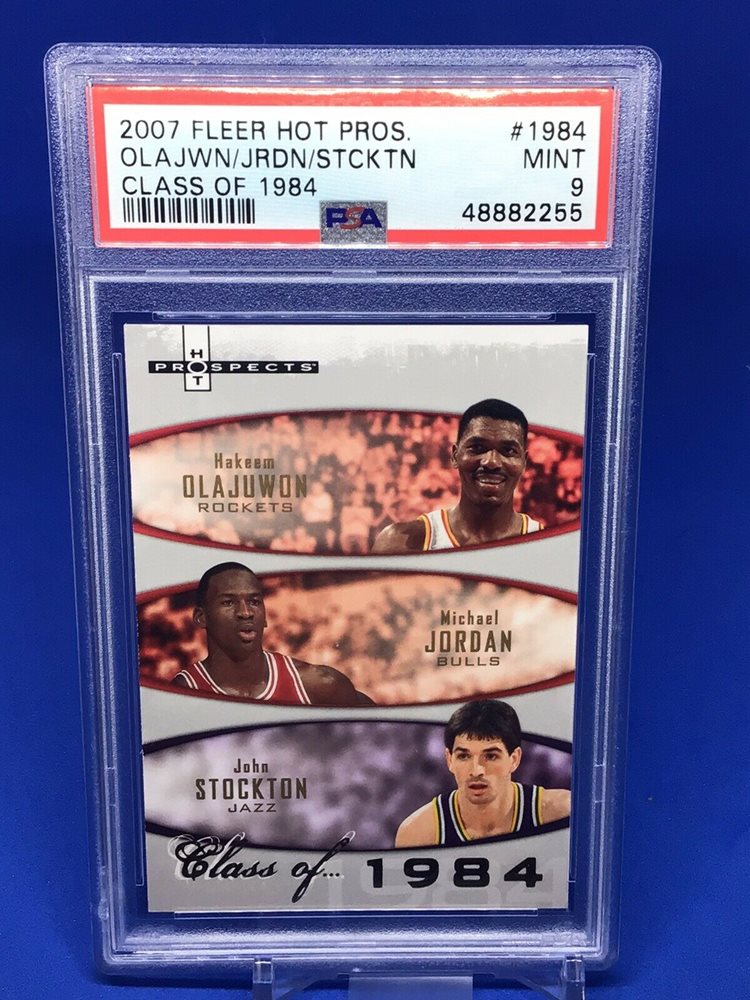 2007 FLEER HOT PROS. #1984
OLAJWN/JRDN/STCKTN MINT
CLASS OF 1984 9
PSA 48882255
HOT PROSPECTS
Hakeem
OLAJUWON
ROCKETS
Michael
JORDAN
BULLS
John
STOCKTON
JAZZ
Class of... 1984
1984